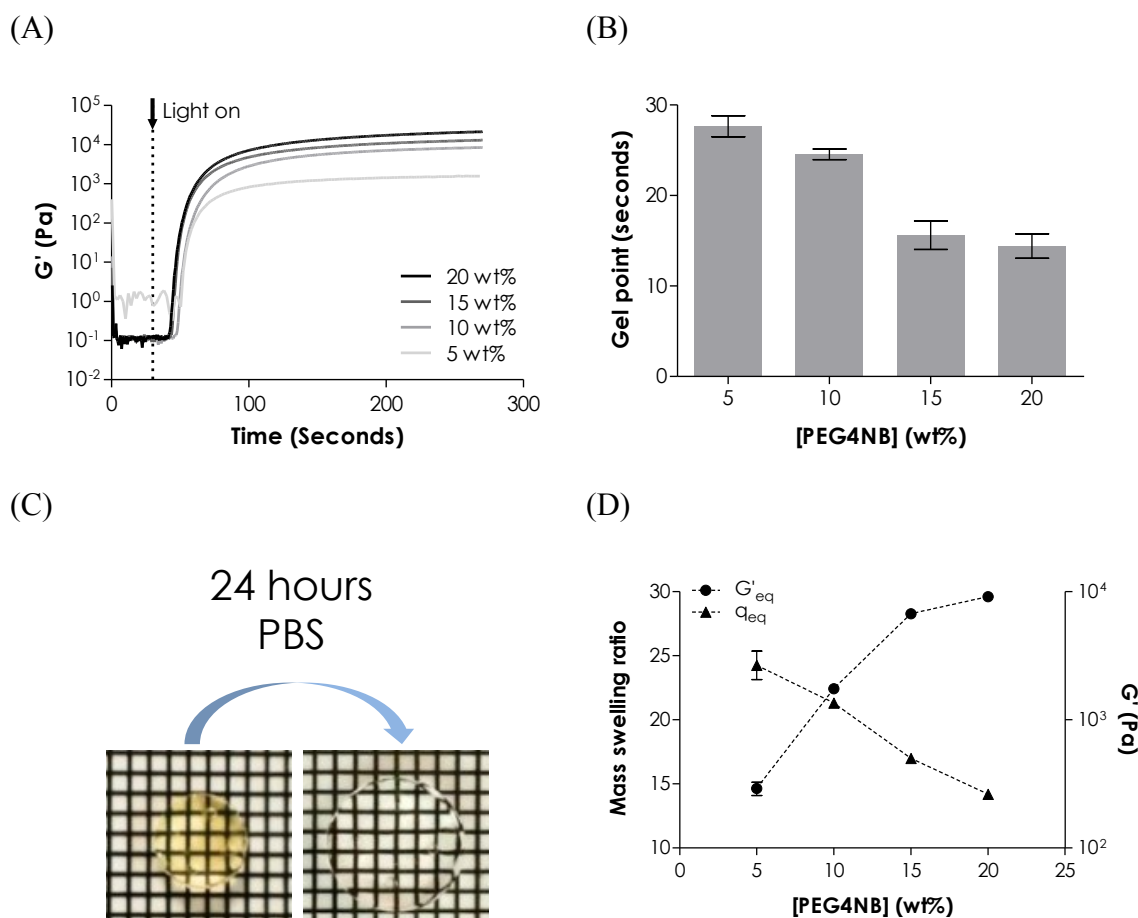 (A)
10⁵
10⁴
10³
10²
10¹
10⁰
10⁻¹
10⁻²
G' (Pa)
Light on
20 wt%
15 wt%
10 wt%
5 wt%
0
100
200
300
Time (Seconds)
(B)
30
20
10
0
Gel point (seconds)
5
10
15
20
[PEG4NB] (wt%)
(C)
24 hours
PBS
(D)
G'eq
qeq
30
25
20
15
10
Mass swelling ratio
10⁴
10³
10²
G' (Pa)
0
5
10
15
20
25
[PEG4NB] (wt%)